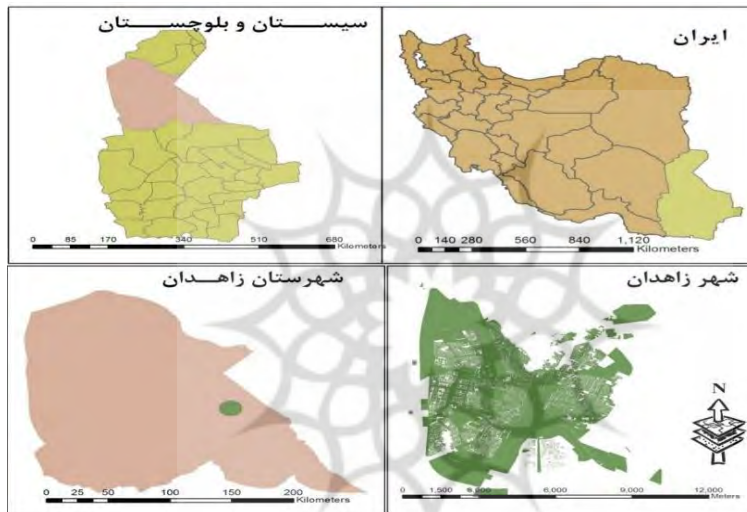 سیستان و بلوچستان
0 85 170 340 510 680
Kilometers
ایران
0 140 280 560 840 1,120
Kilometers
شهرستان زاهدان
0 25 50 100 150 200
Kilometers
شهر زاهدان
N
0 1,500 3,000 6,000 9,000 12,000
Meters